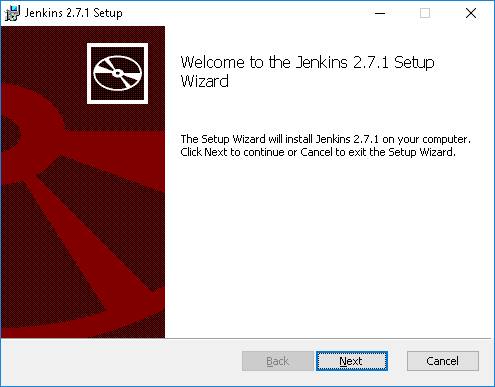 Jenkins 2.7.1 Setup
Welcome to the Jenkins 2.7.1 Setup
Wizard
The Setup Wizard will install Jenkins 2.7.1 on your computer.
Click Next to continue or Cancel to exit the Setup Wizard.
Back Next Cancel